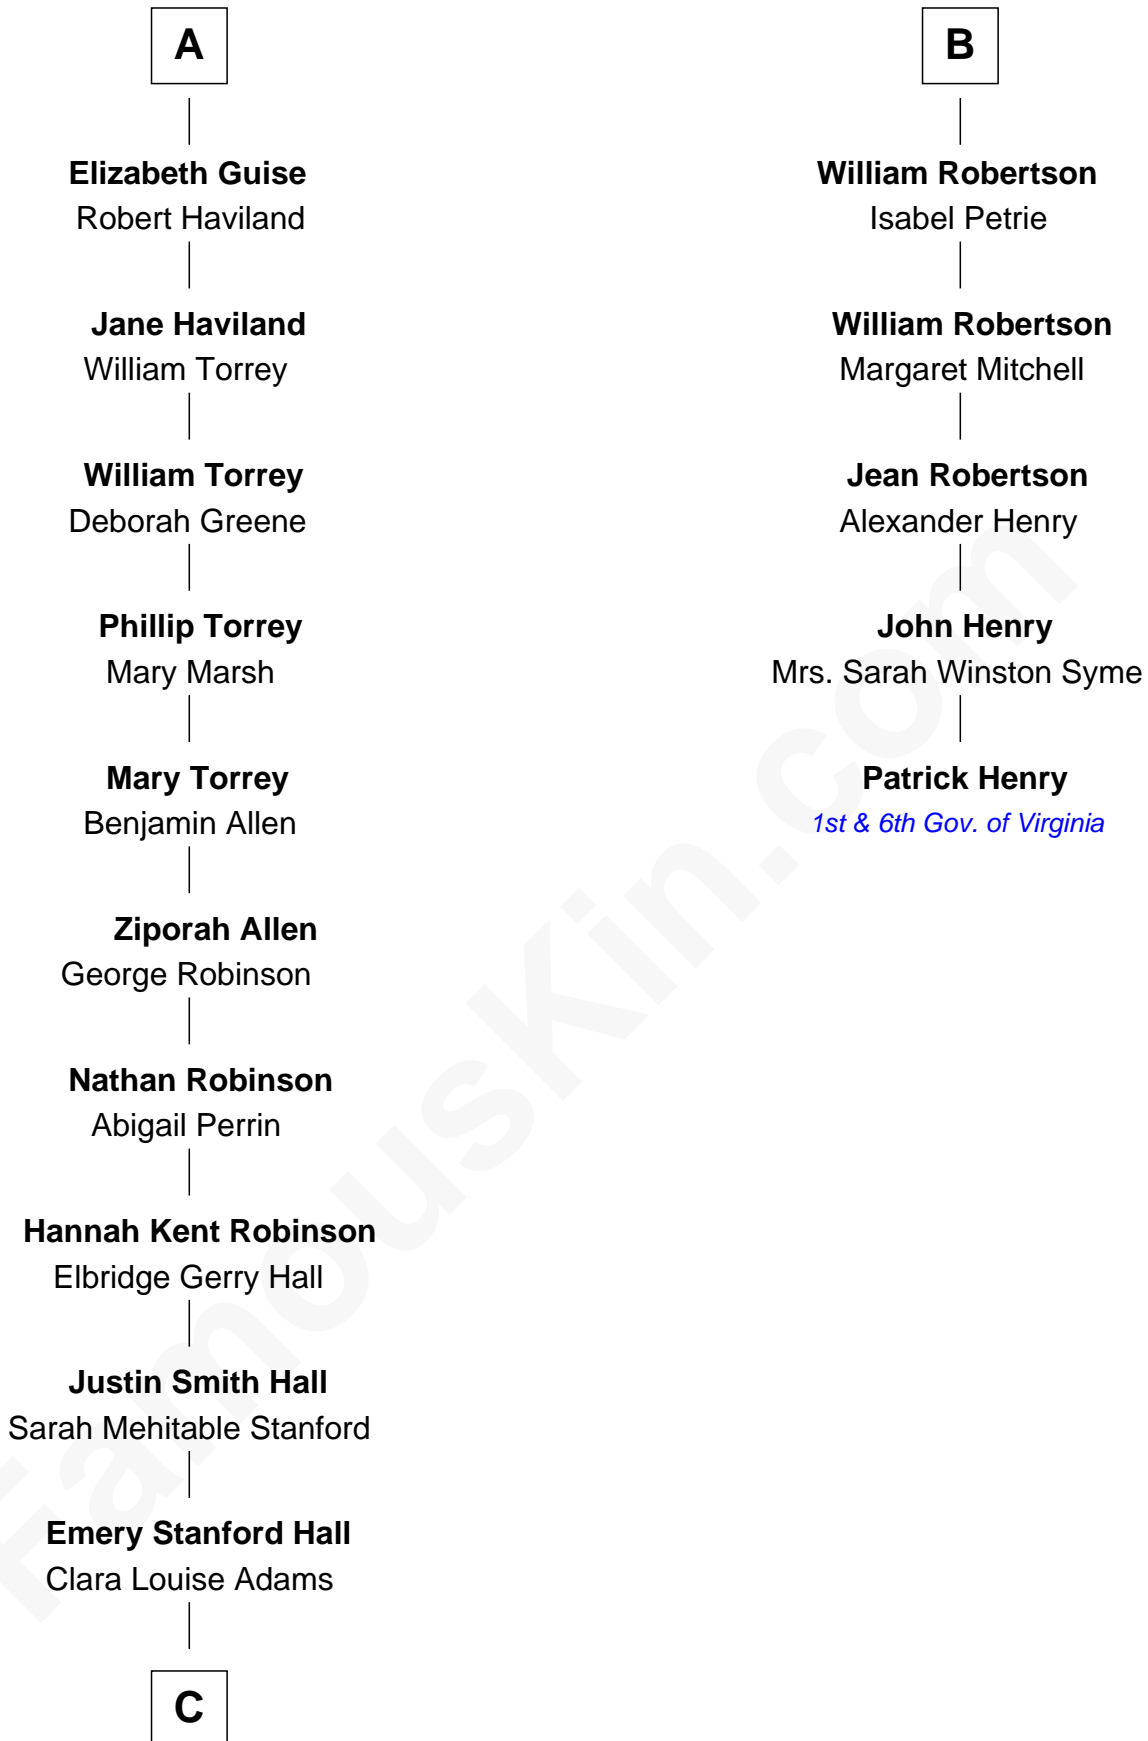 A
Elizabeth Guise
Robert Haviland
Jane Haviland
William Torrey
William Torrey
Deborah Greene
Phillip Torrey
Mary Marsh
Mary Torrey
Benjamin Allen
Ziporah Allen
George Robinson
Nathan Robinson
Abigail Perrin
Hannah Kent Robinson
Elbridge Gerry Hall
Justin Smith Hall
Sarah Mehitable Stanford
Emery Stanford Hall
Clara Louise Adams
C
B
William Robertson
Isabel Petrie
William Robertson
Margaret Mitchell
Jean Robertson
Alexander Henry
John Henry
Mrs. Sarah Winston Syme
Patrick Henry
1st & 6th Gov. of Virginia
FamousKin.com